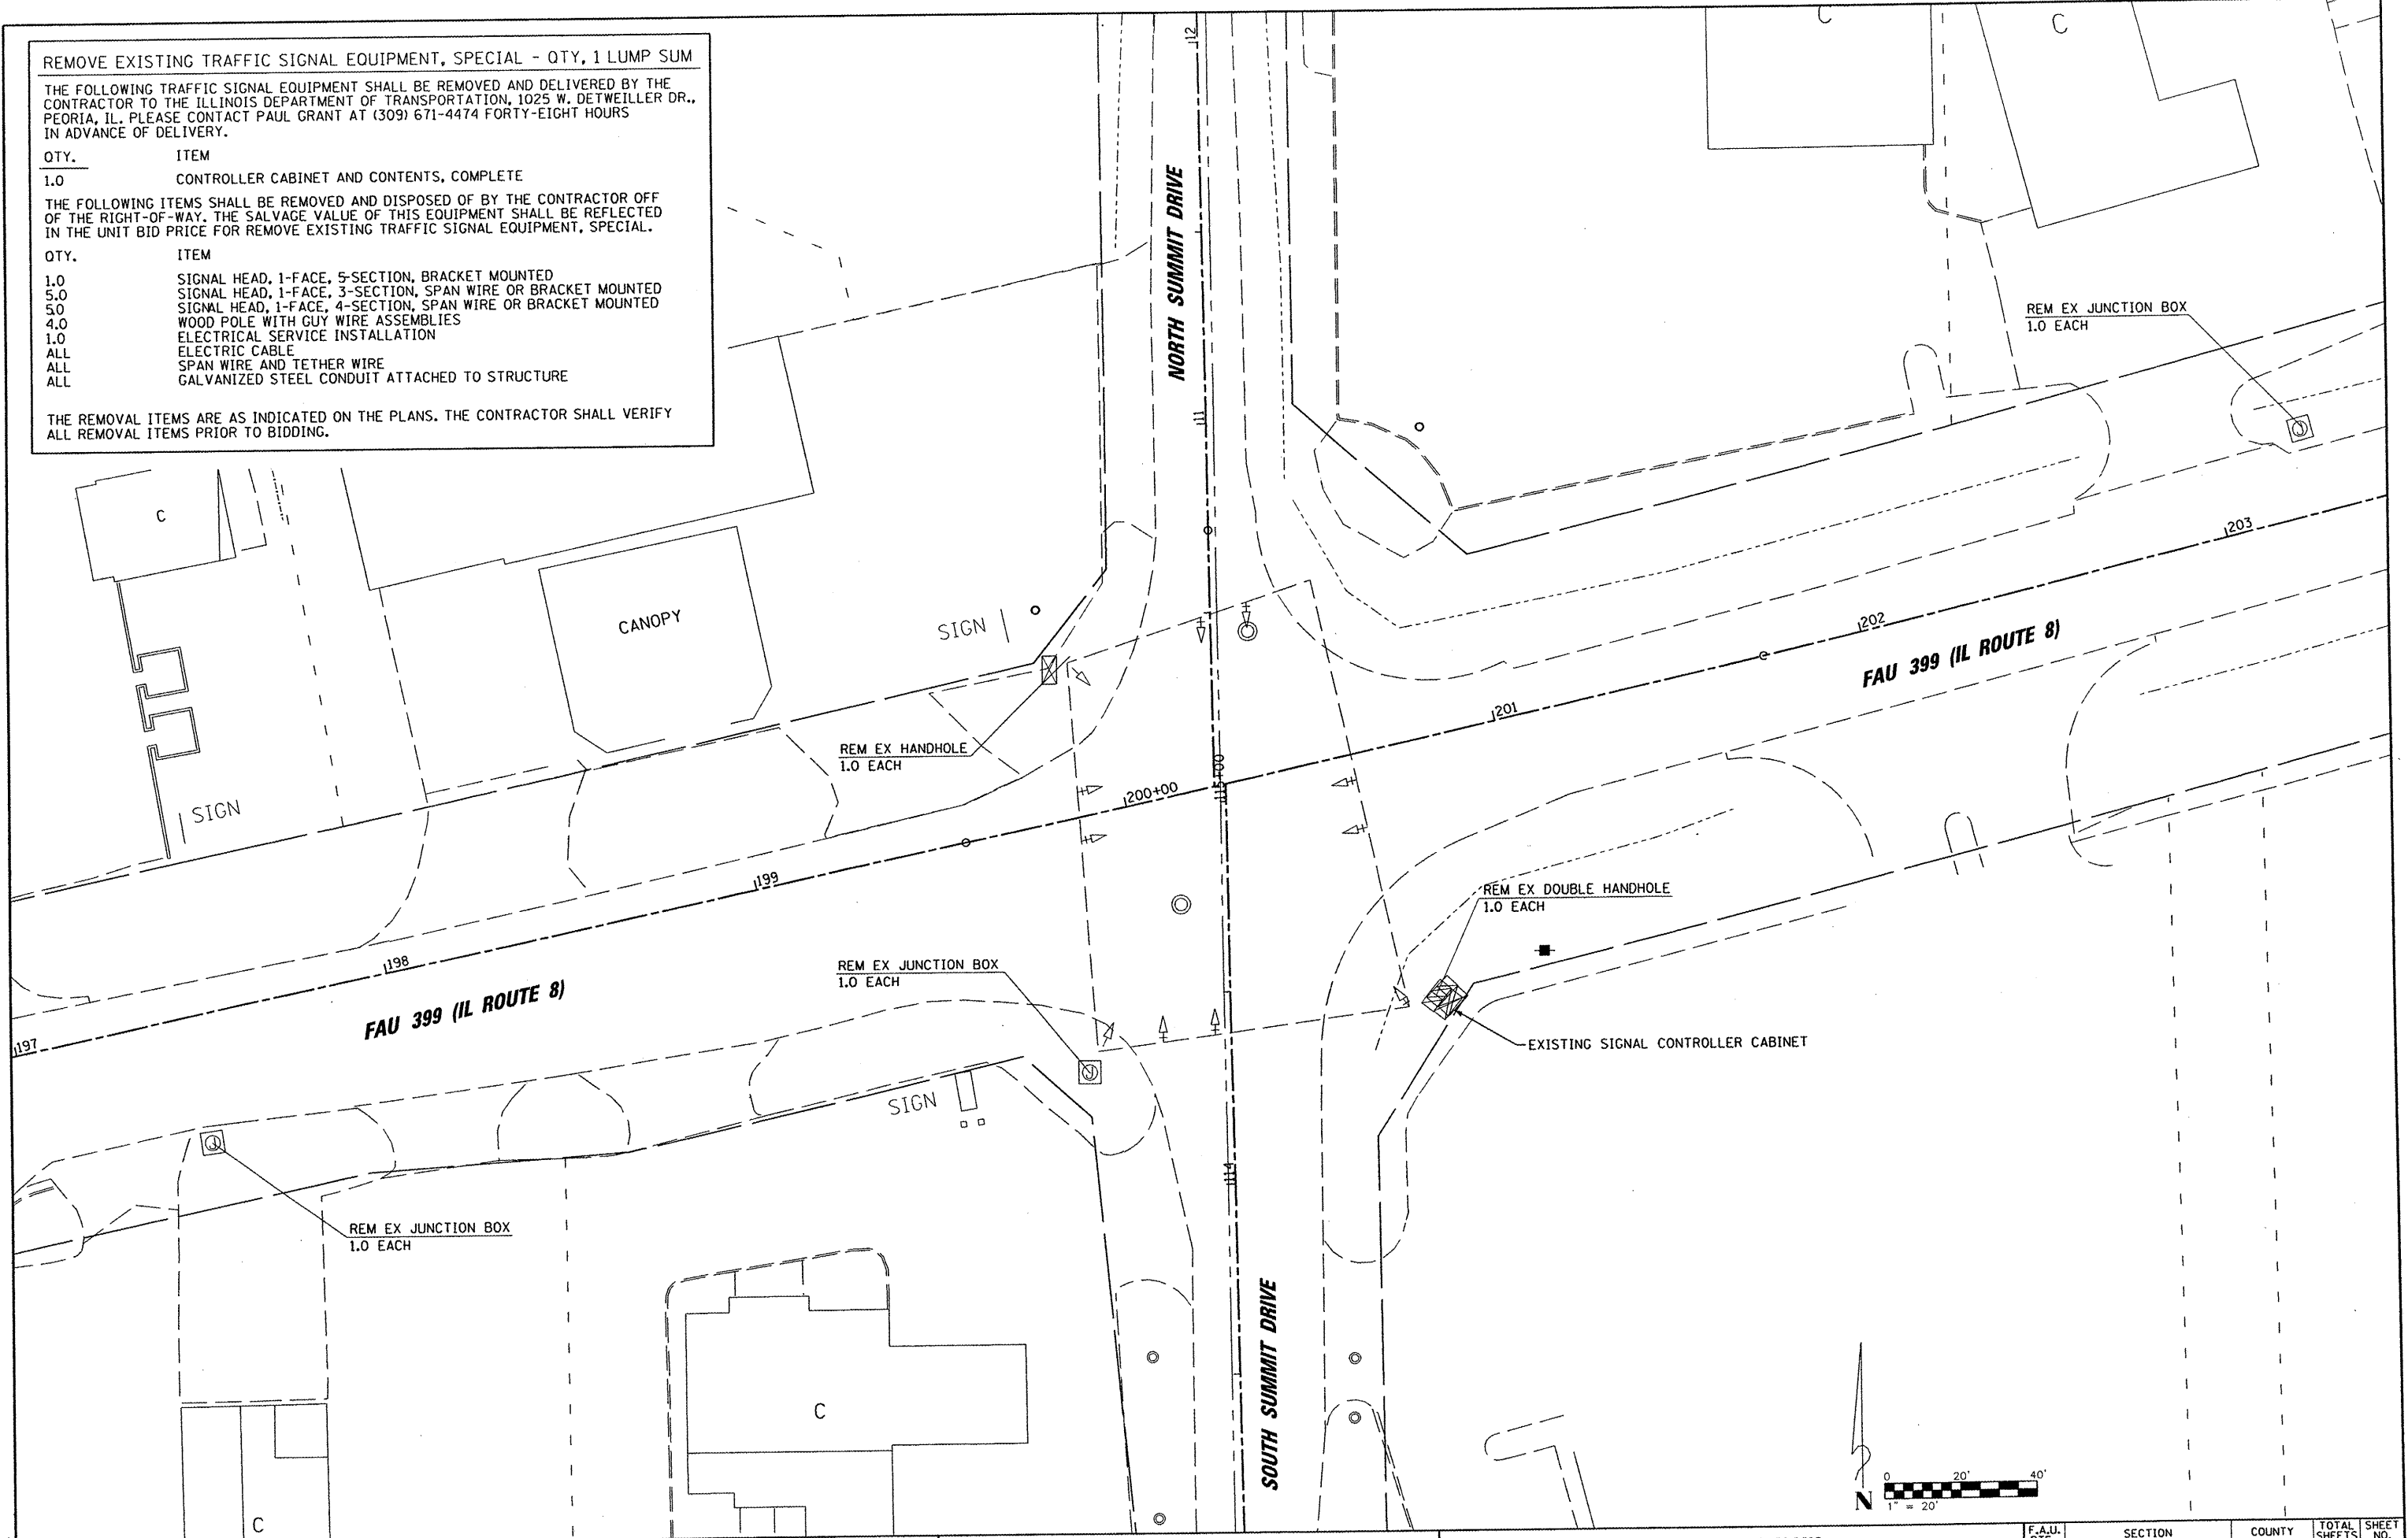 REMOVE EXISTING TRAFFIC SIGNAL EQUIPMENT, SPECIAL - QTY, 1 LUMP SUM
THE FOLLOWING TRAFFIC SIGNAL EQUIPMENT SHALL BE REMOVED AND DELIVERED BY THE
CONTRACTOR TO THE ILLINOIS DEPARTMENT OF TRANSPORTATION, 1025 W. DETWEILLER DR.,
PEORIA, IL. PLEASE CONTACT PAUL GRANT AT (309) 671-4474 FORTY-EIGHT HOURS
IN ADVANCE OF DELIVERY.
QTY. ITEM
1.0 CONTROLLER CABINET AND CONTENTS, COMPLETE
THE FOLLOWING ITEMS SHALL BE REMOVED AND DISPOSED OF BY THE CONTRACTOR OFF
OF THE RIGHT-OF-WAY. THE SALVAGE VALUE OF THIS EQUIPMENT SHALL BE REFLECTED
IN THE UNIT BID PRICE FOR REMOVE EXISTING TRAFFIC SIGNAL EQUIPMENT, SPECIAL.
QTY. ITEM
1.0 SIGNAL HEAD, 1-FACE, 5-SECTION, BRACKET MOUNTED
5.0 SIGNAL HEAD, 1-FACE, 3-SECTION, SPAN WIRE OR BRACKET MOUNTED
5.0 SIGNAL HEAD, 1-FACE, 4-SECTION, SPAN WIRE OR BRACKET MOUNTED
4.0 WOOD POLE WITH GUY WIRE ASSEMBLIES
1.0 ELECTRICAL SERVICE INSTALLATION
ALL ELECTRIC CABLE
ALL SPAN WIRE AND TETHER WIRE
ALL GALVANIZED STEEL CONDUIT ATTACHED TO STRUCTURE
THE REMOVAL ITEMS ARE AS INDICATED ON THE PLANS. THE CONTRACTOR SHALL VERIFY
ALL REMOVAL ITEMS PRIOR TO BIDDING.
12
C
C
NORTH SUMMIT DRIVE
REM EX JUNCTION BOX
1.0 EACH
11
J
C
203
CANOPY
SIGN
202
FAU 399 (IL ROUTE 8)
201
REM EX HANDHOLE
1.0 EACH
115+00
200+00
SIGN
199
REM EX DOUBLE HANDHOLE
1.0 EACH
198
REM EX JUNCTION BOX
1.0 EACH
FAU 399 (IL ROUTE 8)
197
EXISTING SIGNAL CONTROLLER CABINET
J
SIGN
J
114
REM EX JUNCTION BOX
1.0 EACH
SOUTH SUMMIT DRIVE
C
C
N
0 20' 40'
1" = 20'
F.A.U. SECTION COUNTY TOTAL SHEETS SHEET NO.